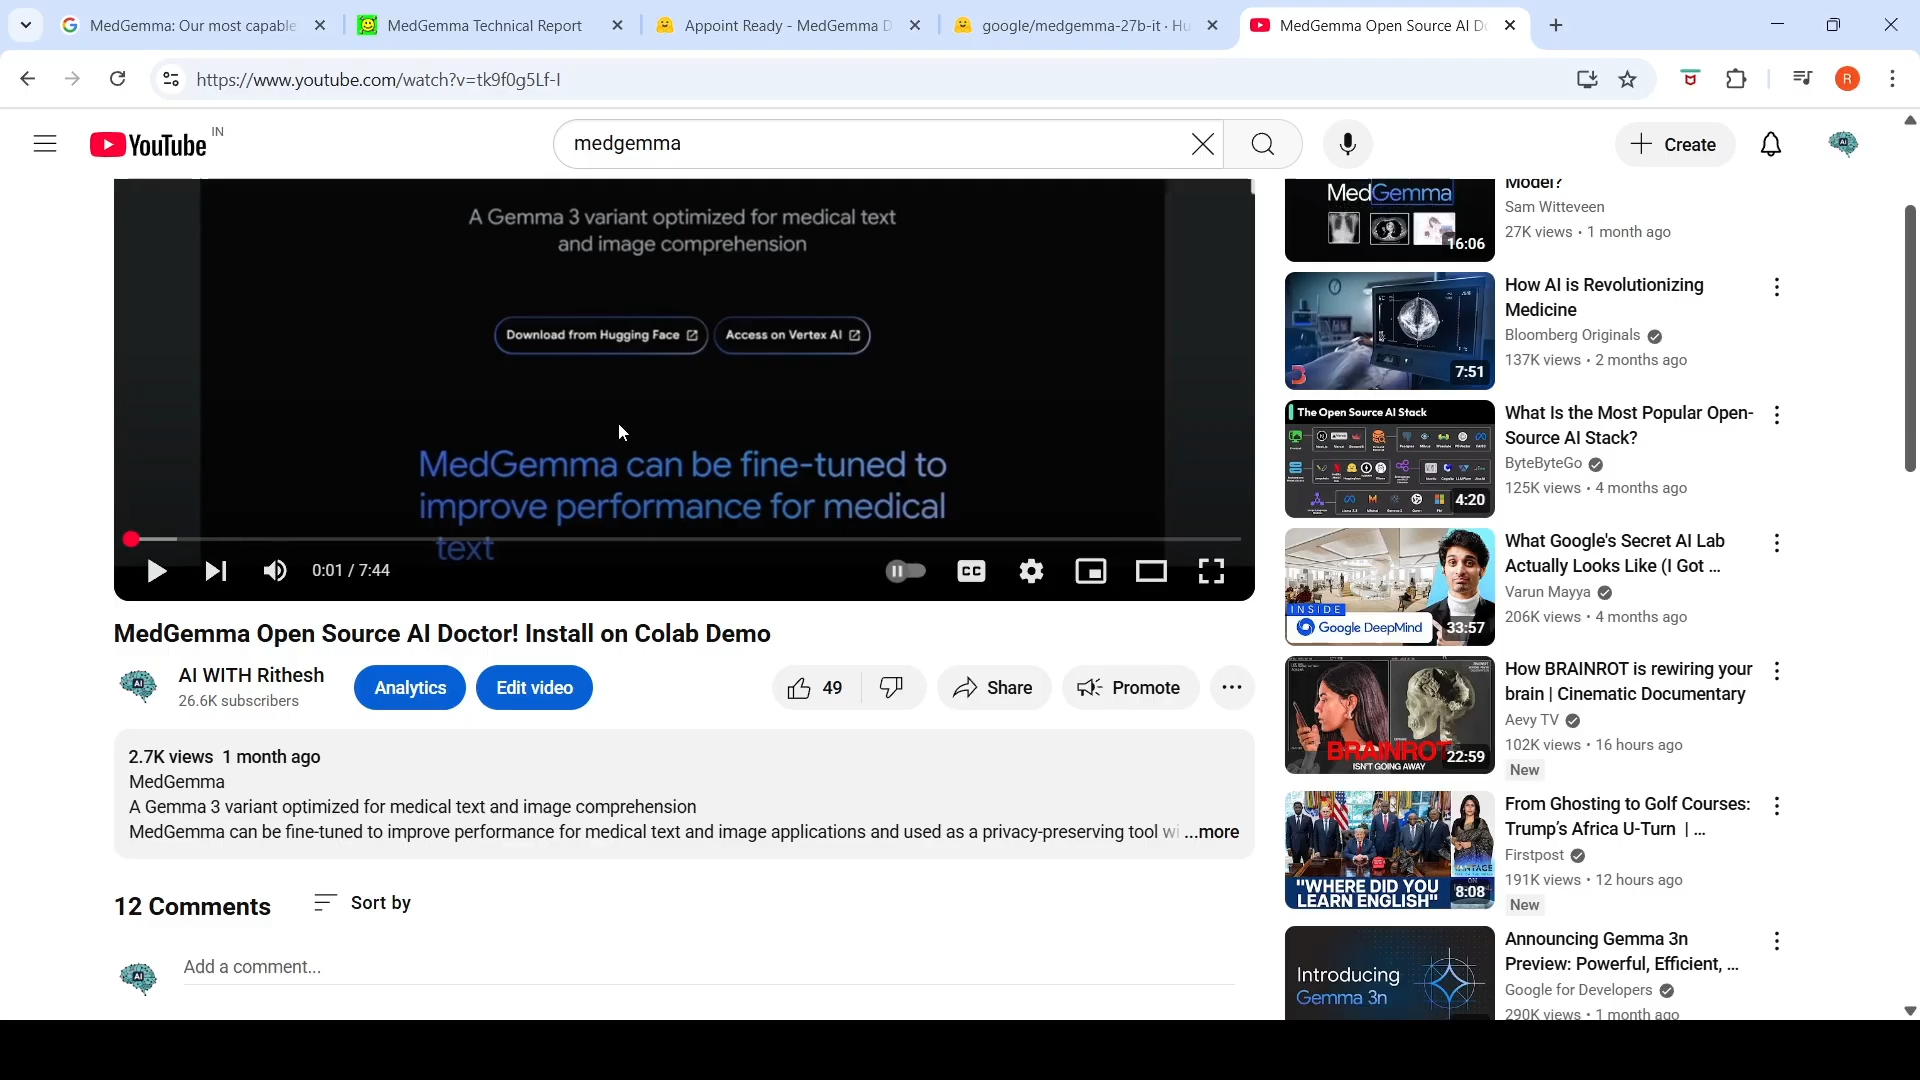 MedGemma: Our most capable
MedGemma Technical Report
Appoint Ready - MedGemma D
google/medgemma-27b-it · Hu
MedGemma Open Source AI Do
https://www.youtube.com/watch?v=tk9f0g5Lf-I
R
YouTube IN
medgemma
Create
A Gemma 3 variant optimized for medical text
and image comprehension
Download from Hugging Face
Access on Vertex AI
MedGemma can be fine-tuned to
improve performance for medical
text
0:01 / 7:44
CC
MedGemma Open Source AI Doctor! Install on Colab Demo
AI WITH Rithesh
26.6K subscribers
Analytics
Edit video
49
Share
Promote
2.7K views 1 month ago
MedGemma
A Gemma 3 variant optimized for medical text and image comprehension
MedGemma can be fine-tuned to improve performance for medical text and image applications and used as a privacy-preserving tool wi ...more
12 Comments
Sort by
Add a comment...
MedGemma
16:06
Model?
Sam Witteveen
27K views • 1 month ago
7:51
How AI is Revolutionizing
Medicine
Bloomberg Originals
137K views • 2 months ago
The Open Source AI Stack
4:20
What Is the Most Popular Open-
Source AI Stack?
ByteByteGo
125K views • 4 months ago
INSIDE
Google DeepMind
33:57
What Google's Secret AI Lab
Actually Looks Like (I Got ...
Varun Mayya
206K views • 4 months ago
BRAINROT
ISN'T GOING AWAY
22:59
How BRAINROT is rewiring your
brain | Cinematic Documentary
Aevy TV
102K views • 16 hours ago
New
"WHERE DID YOU
LEARN ENGLISH"
VANTAGE
8:08
From Ghosting to Golf Courses:
Trump's Africa U-Turn | ...
Firstpost
191K views • 12 hours ago
New
Introducing
Gemma 3n
Announcing Gemma 3n
Preview: Powerful, Efficient, ...
Google for Developers
290K views • 1 month ago